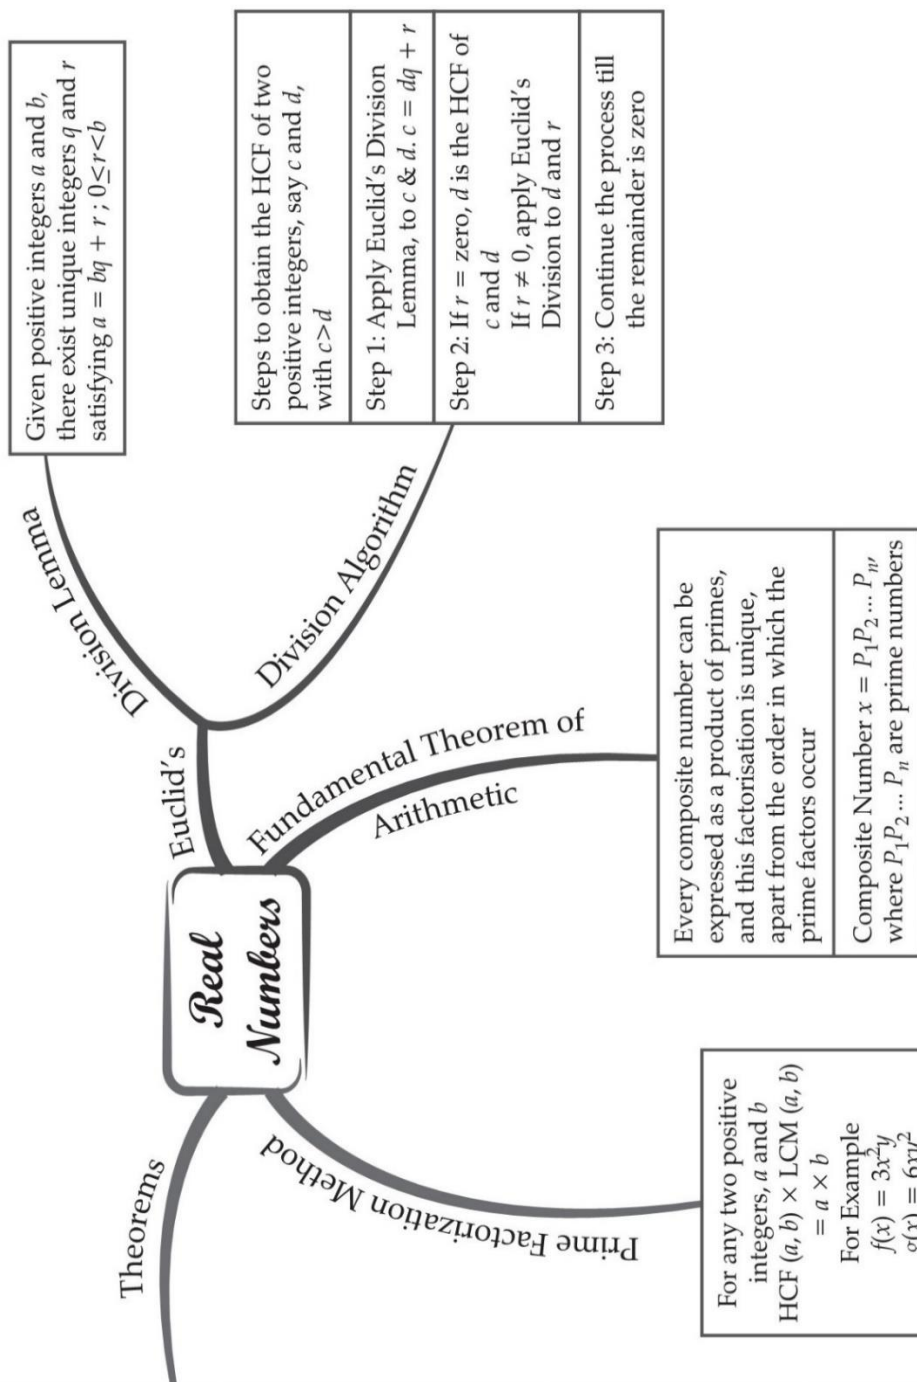 Real
Numbers
Euclid's
Division Lemma
Given positive integers a and b,
there exist unique integers q and r
satisfying a = bq + r ; 0≤r<b
Division Algorithm
Steps to obtain the HCF of two
positive integers, say c and d,
with c>d
Step 1: Apply Euclid's Division
Lemma, to c & d. c = dq + r
Step 2: If r = zero, d is the HCF of
c and d
If r ≠ 0, apply Euclid's
Division to d and r
Step 3: Continue the process till
the remainder is zero
Fundamental Theorem of
Arithmetic
Every composite number can be
expressed as a product of primes,
and this factorisation is unique,
apart from the order in which the
prime factors occur
Composite Number x = P₁P₂ ... Pₙ,
where P₁P₂ ... Pₙ are prime numbers
Theorems
Prime Factorization Method
For any two positive
integers, a and b
HCF (a, b) × LCM (a, b)
= a × b
For Example
f(x) = 3x²y
g(x) = 6xy²